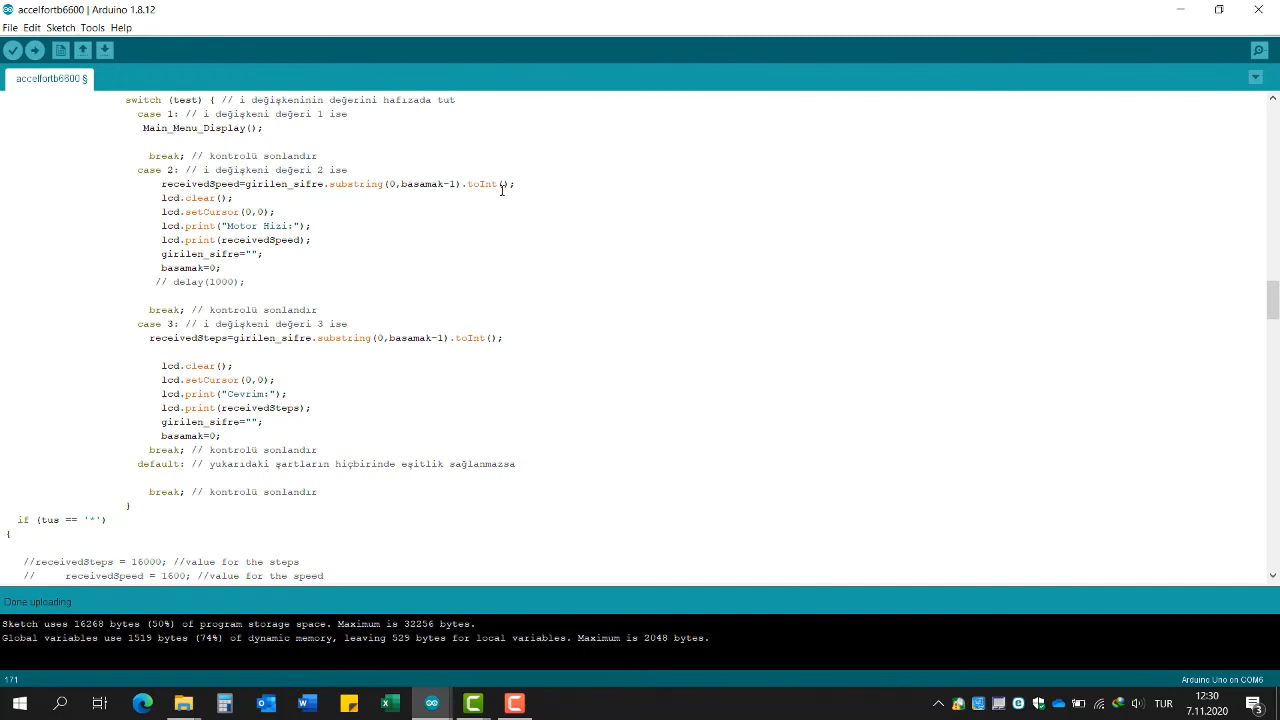 accelfortb6600 | Arduino 1.8.12
File Edit Sketch Tools Help
accelfortb6600 §
switch (test) { // i değişkeninin değerini hafızada tut
case 1: // i değişkeni değeri 1 ise
Main_Menu_Display();
break; // kontrolü sonlandır
case 2: // i değişkeni değeri 2 ise
receivedSpeed=girilen_sifre.substring(0,basamak-1).toInt();
lcd.clear();
lcd.setCursor(0,0);
lcd.print("Motor Hizi:");
lcd.print(receivedSpeed);
girilen_sifre="";
basamak=0;
// delay(1000);
break; // kontrolü sonlandır
case 3: // i değişkeni değeri 3 ise
receivedSteps=girilen_sifre.substring(0,basamak-1).toInt();
lcd.clear();
lcd.setCursor(0,0);
lcd.print("Cevrim:");
lcd.print(receivedSteps);
girilen_sifre="";
basamak=0;
break; // kontrolü sonlandır
default: // yukarıdaki şartların hiçbirinde eşitlik sağlanmazsa
break; // kontrolü sonlandır
}
if (tus == '*')
{
//receivedSteps = 16000; //value for the steps
// receivedSpeed = 1600; //value for the speed
Done uploading
Sketch uses 16268 bytes (50%) of program storage space. Maximum is 32256 bytes.
Global variables use 1519 bytes (74%) of dynamic memory, leaving 529 bytes for local variables. Maximum is 2048 bytes.
171
Arduino Uno on COM6
TUR
12:30
7.11.2020